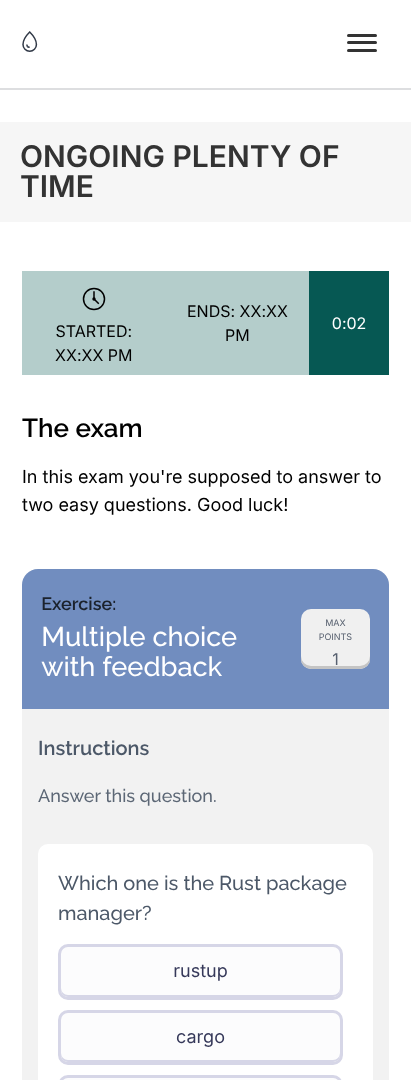 ONGOING PLENTY OF
TIME
STARTED:
XX:XX PM
ENDS: XX:XX
PM
0:02
The exam
In this exam you're supposed to answer to
two easy questions. Good luck!
Exercise:
Multiple choice
with feedback
MAX
POINTS
1
Instructions
Answer this question.
Which one is the Rust package
manager?
rustup
cargo